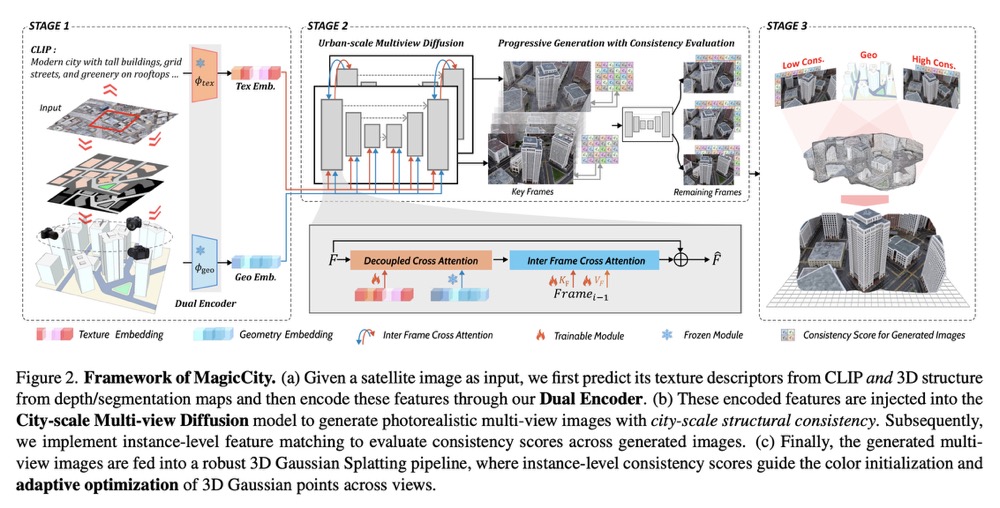 STAGE 1
CLIP :
Modern city with tall buildings, grid
streets, and greenery on rooftops ...
ϕtex
Tex Emb.
Input
ϕgeo
Geo Emb.
Dual Encoder
STAGE 2
Urban-scale Multiview Diffusion
Progressive Generation with Consistency Evaluation
Key Frames
Remaining Frames
F
Decoupled Cross Attention
Inter Frame Cross Attention
F̂
K_F V_F
Frame_{i-1}
STAGE 3
Low Cons.
Geo
High Cons.
Texture Embedding
Geometry Embedding
Inter Frame Cross Attention
Trainable Module
Frozen Module
Consistency Score for Generated Images
Figure 2. Framework of MagicCity. (a) Given a satellite image as input, we first predict its texture descriptors from CLIP and 3D structure
from depth/segmentation maps and then encode these features through our Dual Encoder. (b) These encoded features are injected into the
City-scale Multi-view Diffusion model to generate photorealistic multi-view images with city-scale structural consistency. Subsequently,
we implement instance-level feature matching to evaluate consistency scores across generated images. (c) Finally, the generated multi-
view images are fed into a robust 3D Gaussian Splatting pipeline, where instance-level consistency scores guide the color initialization and
adaptive optimization of 3D Gaussian points across views.